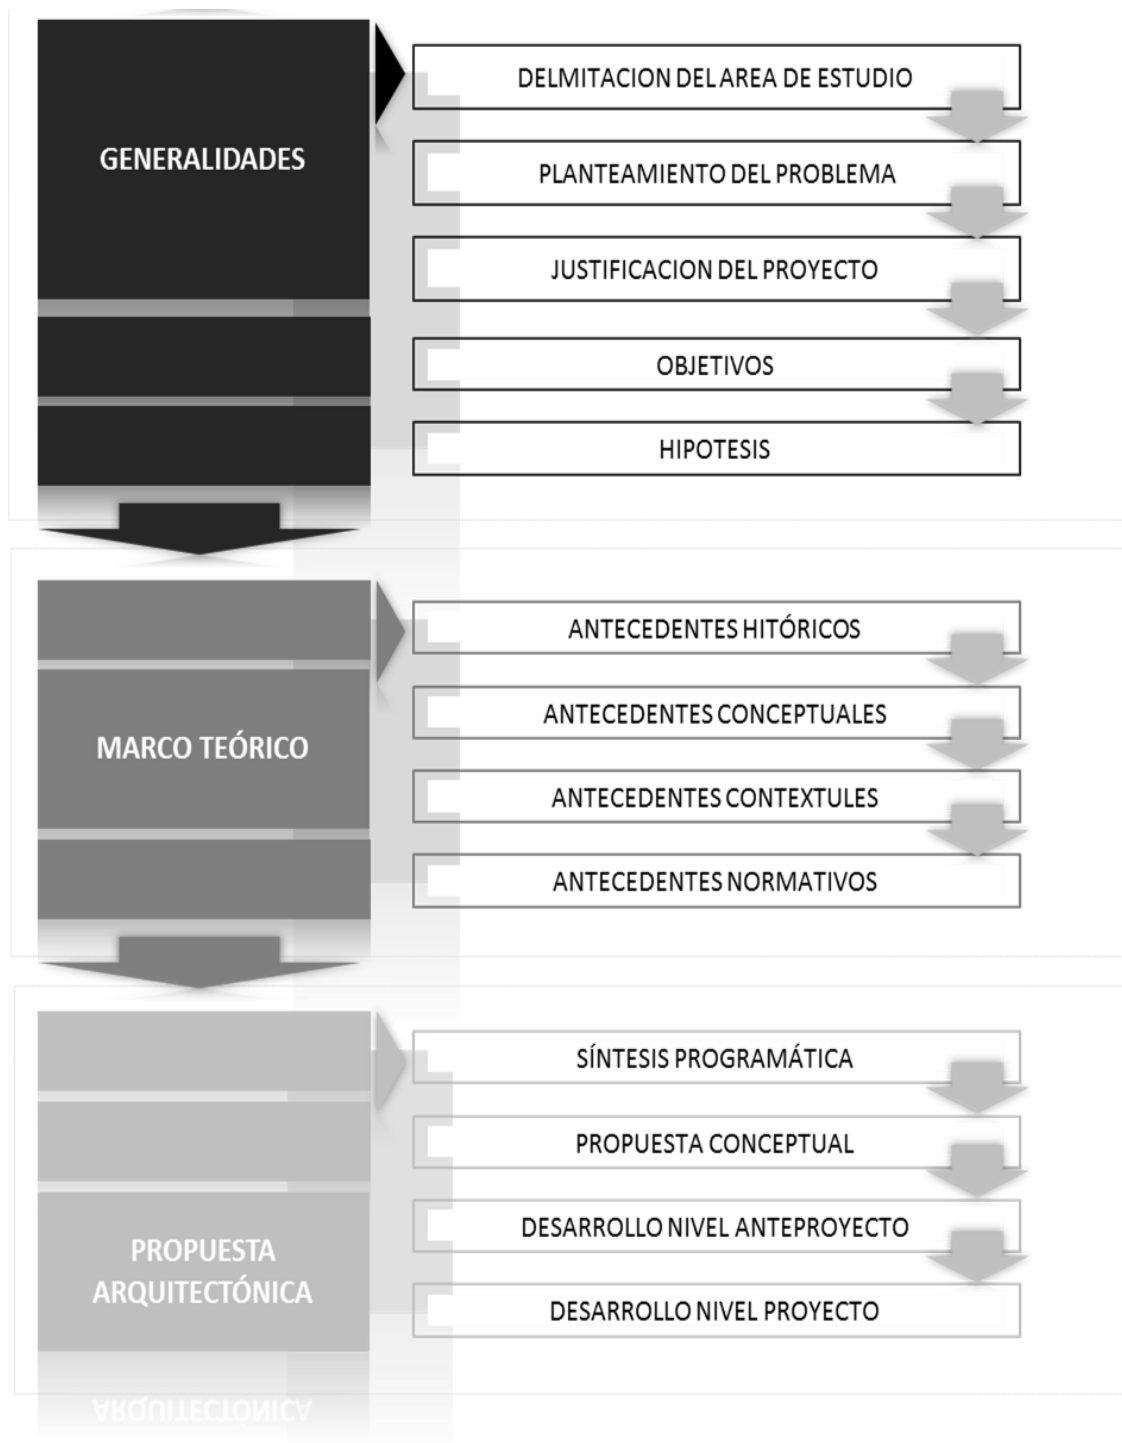 GENERALIDADES
DELMITACION DEL AREA DE ESTUDIO
PLANTEAMIENTO DEL PROBLEMA
JUSTIFICACION DEL PROYECTO
OBJETIVOS
HIPOTESIS
MARCO TEÓRICO
ANTECEDENTES HITÓRICOS
ANTECEDENTES CONCEPTUALES
ANTECEDENTES CONTEXTULES
ANTECEDENTES NORMATIVOS
PROPUESTA
ARQUITECTÓNICA
SÍNTESIS PROGRAMÁTICA
PROPUESTA CONCEPTUAL
DESARROLLO NIVEL ANTEPROYECTO
DESARROLLO NIVEL PROYECTO